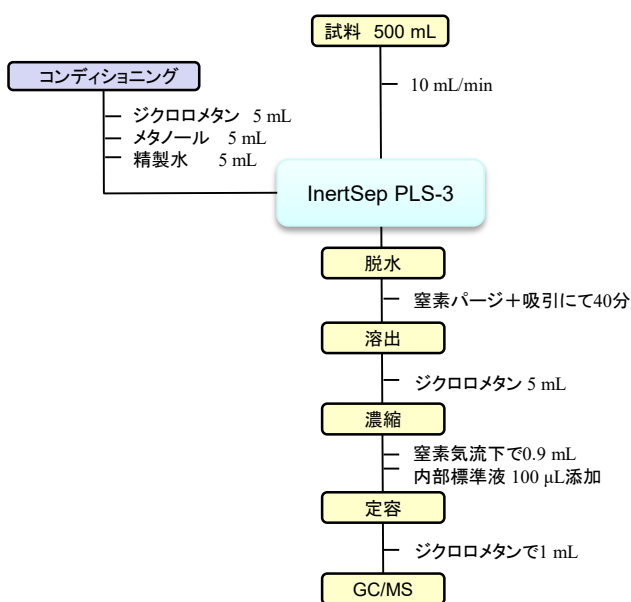 試料 500 mL
10 mL/min
コンディショニング
ジクロロメタン 5 mL
メタノール 5 mL
精製水 5 mL
InertSep PLS-3
脱水
窒素パージ+吸引にて40分
溶出
ジクロロメタン 5 mL
濃縮
窒素気流下で0.9 mL
内部標準液 100 μL添加
定容
ジクロロメタンで1 mL
GC/MS